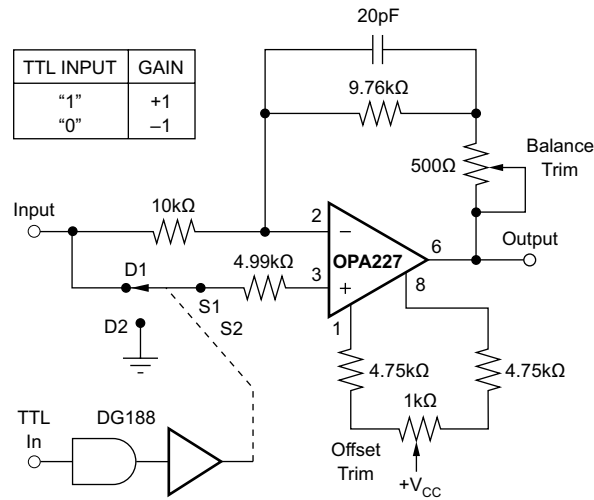 20pF
TTL INPUT GAIN
“1” +1
“0” –1
9.76kΩ
500Ω
Balance
Trim
Input
10kΩ
2
–
6
Output
OPA227
4.99kΩ
3
+
8
D1
S1
S2
1
D2
4.75kΩ
4.75kΩ
1kΩ
TTL
In
DG188
Offset
Trim
+VCC